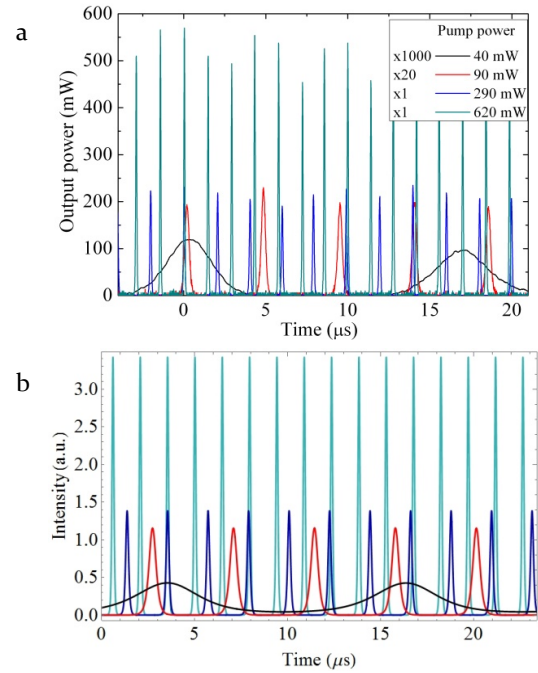 a
600
500
400
300
200
100
0
Output power (mW)
Pump power
x1000 40 mW
x20 90 mW
x1 290 mW
x1 620 mW
0 5 10 15 20
Time (μs)
b
3.0
2.5
2.0
1.5
1.0
0.5
0.0
Intensity (a.u.)
0 5 10 15 20
Time (μs)